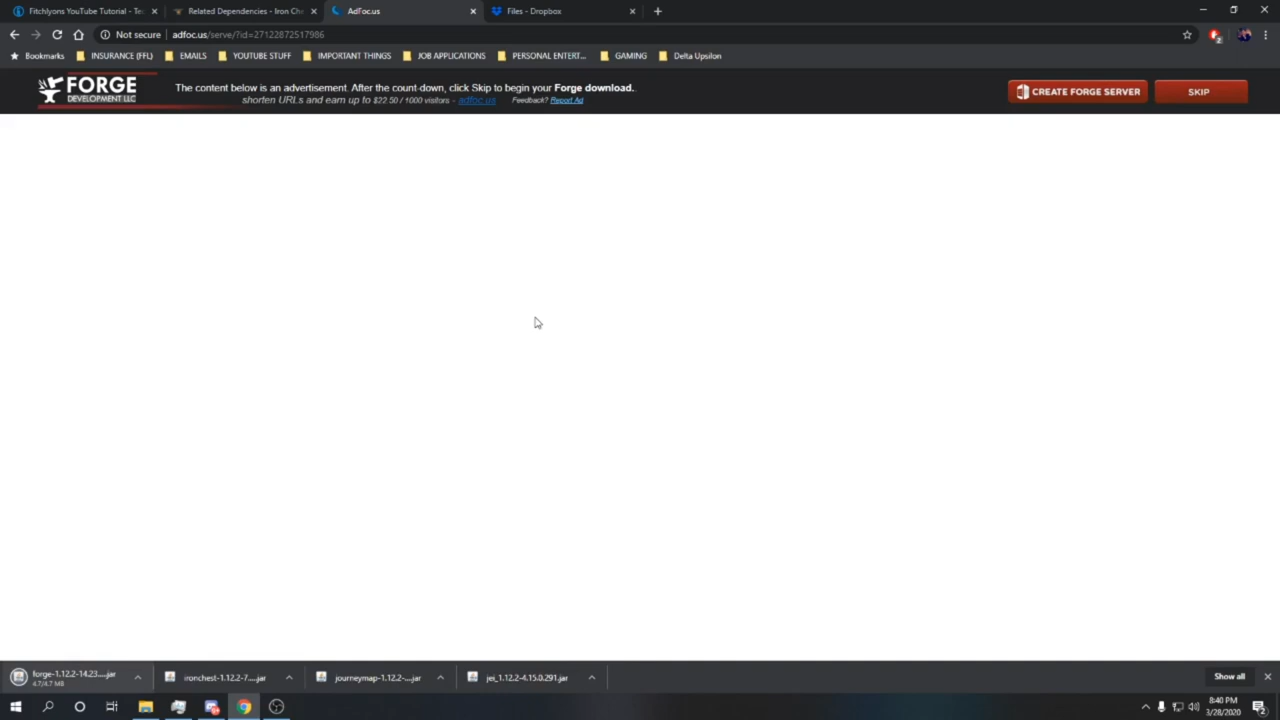 Fitchlyons YouTube Tutorial - Te
Related Dependencies - Iron Ch
AdFoc.us
Files - Dropbox
Not secure
adfoc.us/serve/?id=27122872517986
Bookmarks
INSURANCE (FFL)
EMAILS
YOUTUBE STUFF
IMPORTANT THINGS
JOB APPLICATIONS
PERSONAL ENTERT...
GAMING
Delta Upsilon
FORGE
DEVELOPMENT LLC
The content below is an advertisement. After the count-down, click Skip to begin your Forge download.
shorten URLs and earn up to $22.50 / 1000 visitors - adfoc.us
Feedback? Report Ad
CREATE FORGE SERVER
SKIP
forge-1.12.2-14.23....jar
4.7/4.7 MB
ironchest-1.12.2-7....jar
journeymap-1.12.2-....jar
jei_1.12.2-4.15.0.291.jar
Show all
8:40 PM
3/28/2020